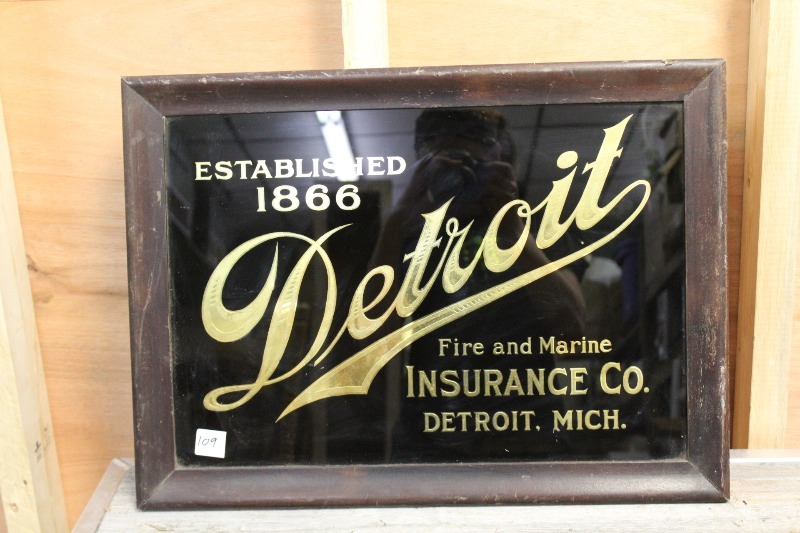 ESTABLISHED
1866
Detroit
Fire and Marine
INSURANCE CO.
DETROIT, MICH.
109